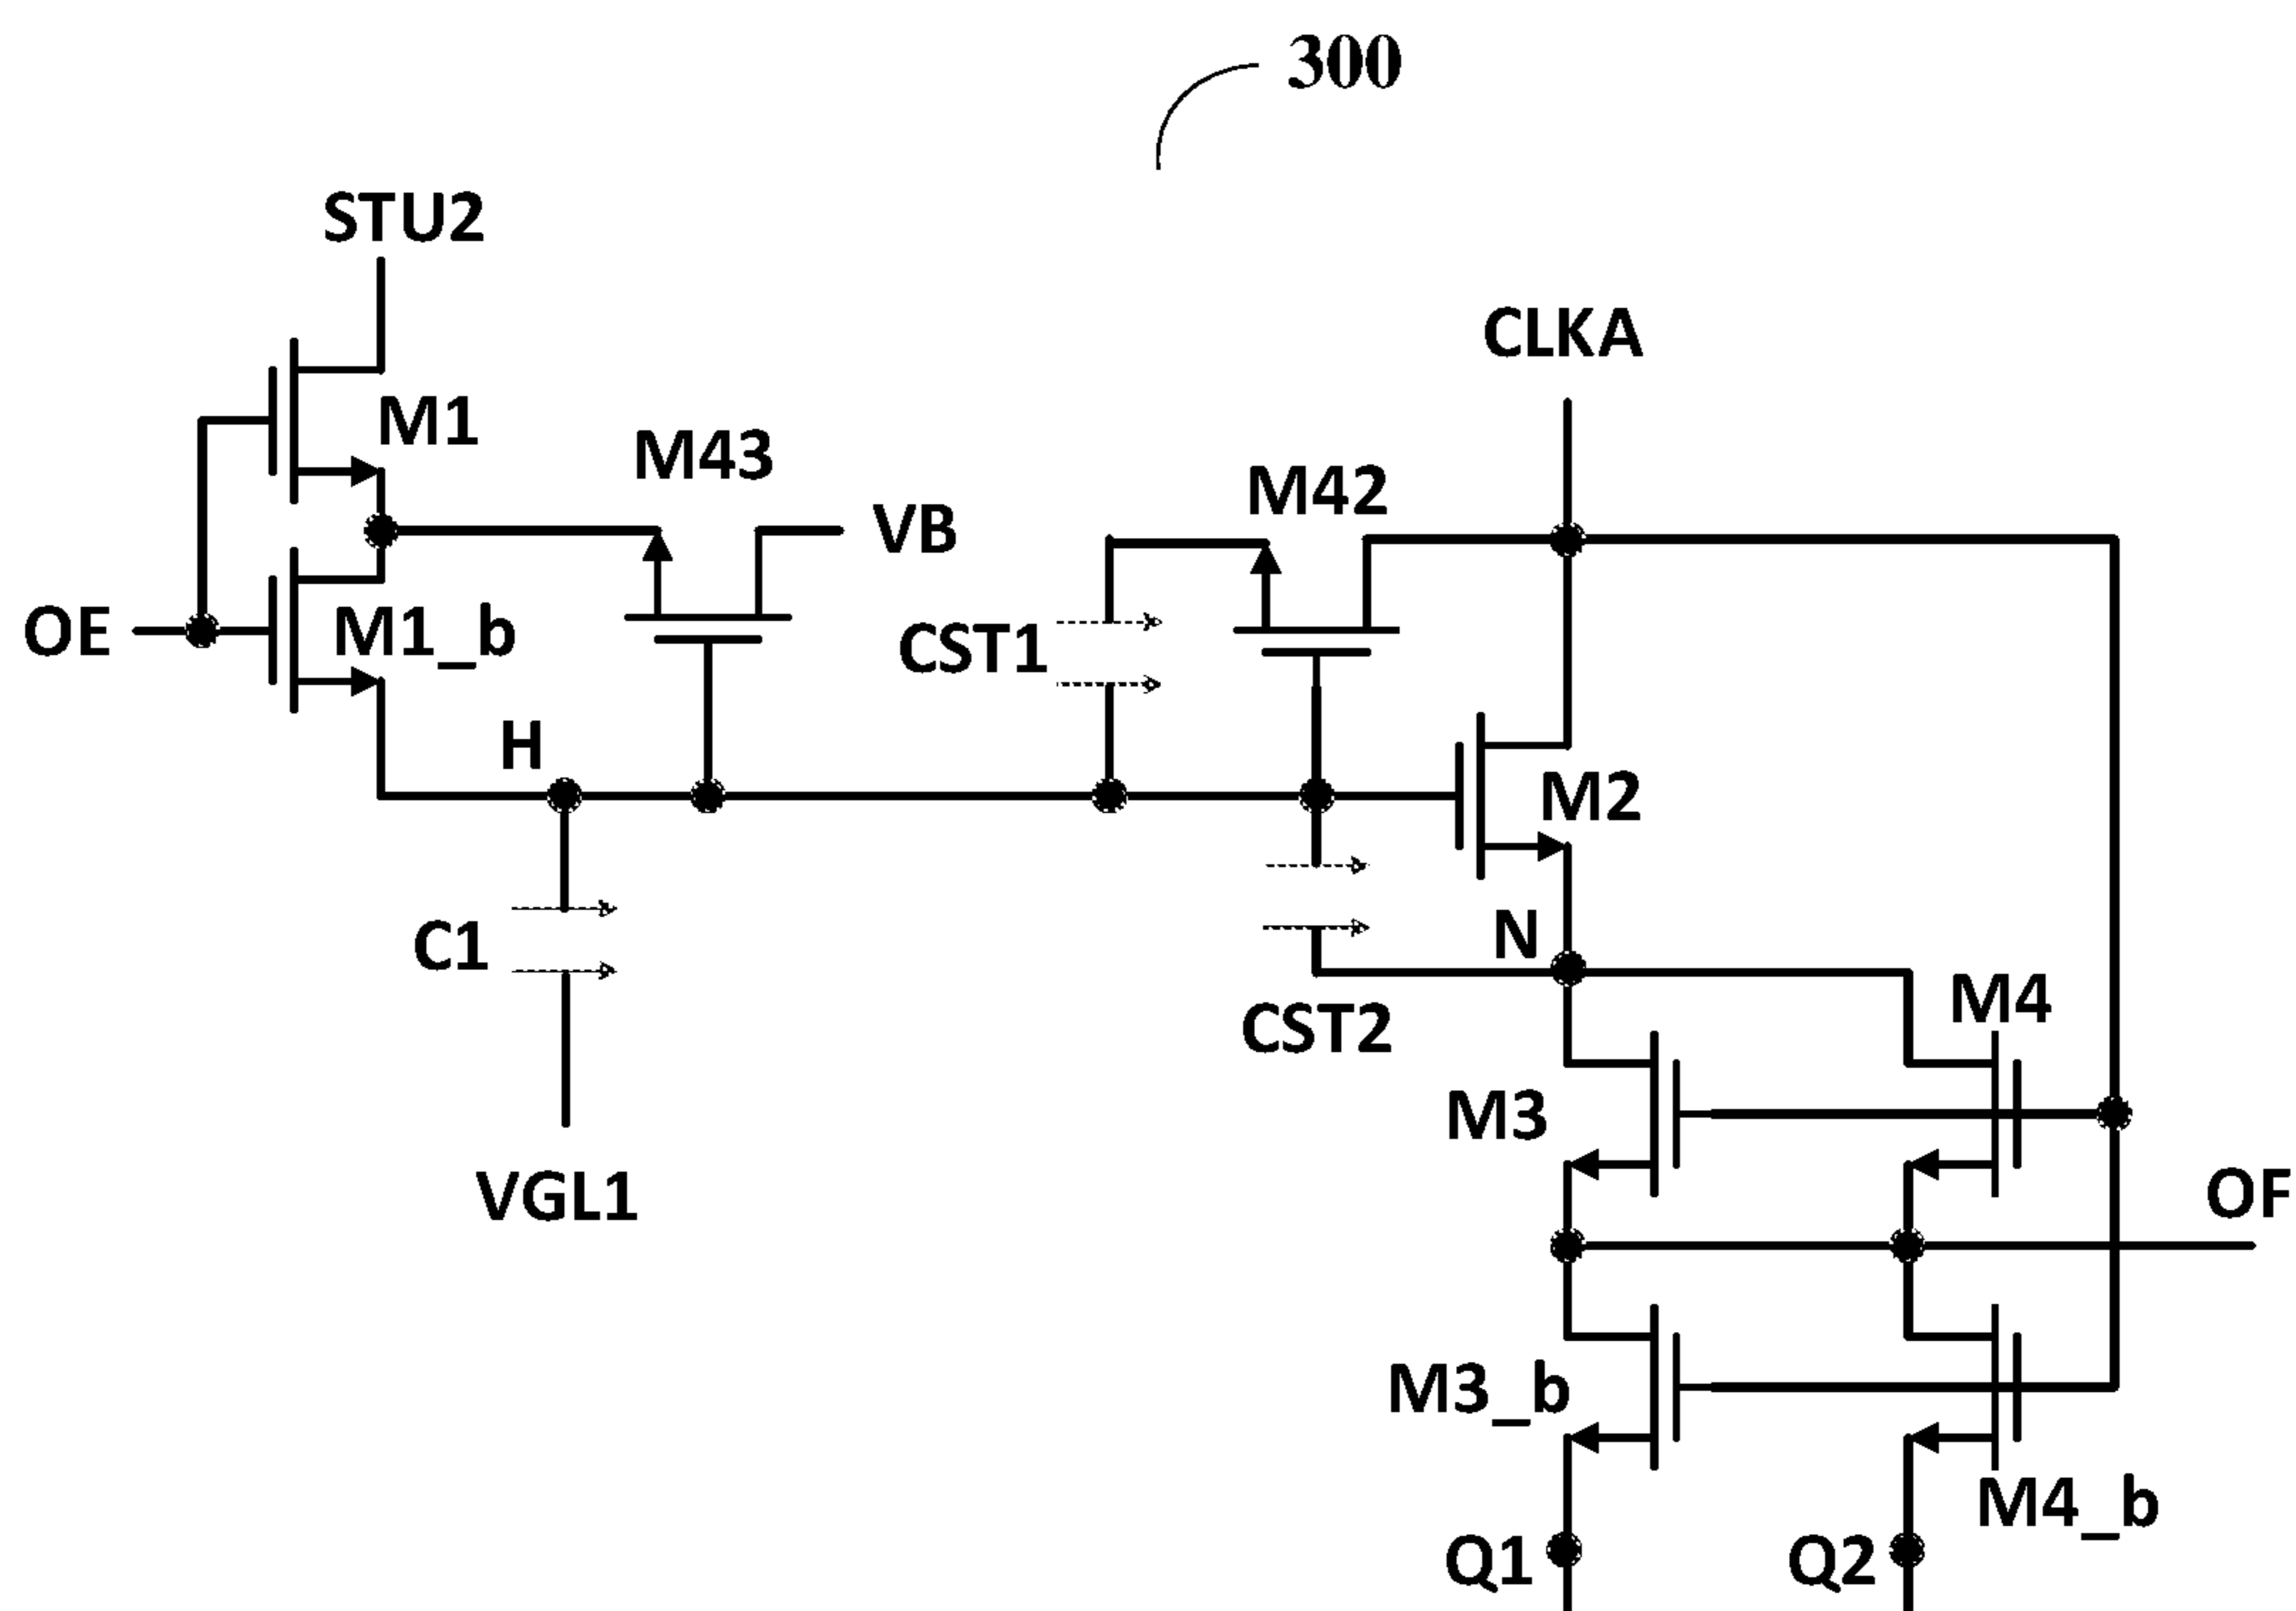 300
STU2
CLKA
M1
M43
M42
VB
OE
M1_b
CST1
H
M2
C1
N
CST2
M4
M3
VGL1
OF
M3_b
M4_b
Q1
Q2